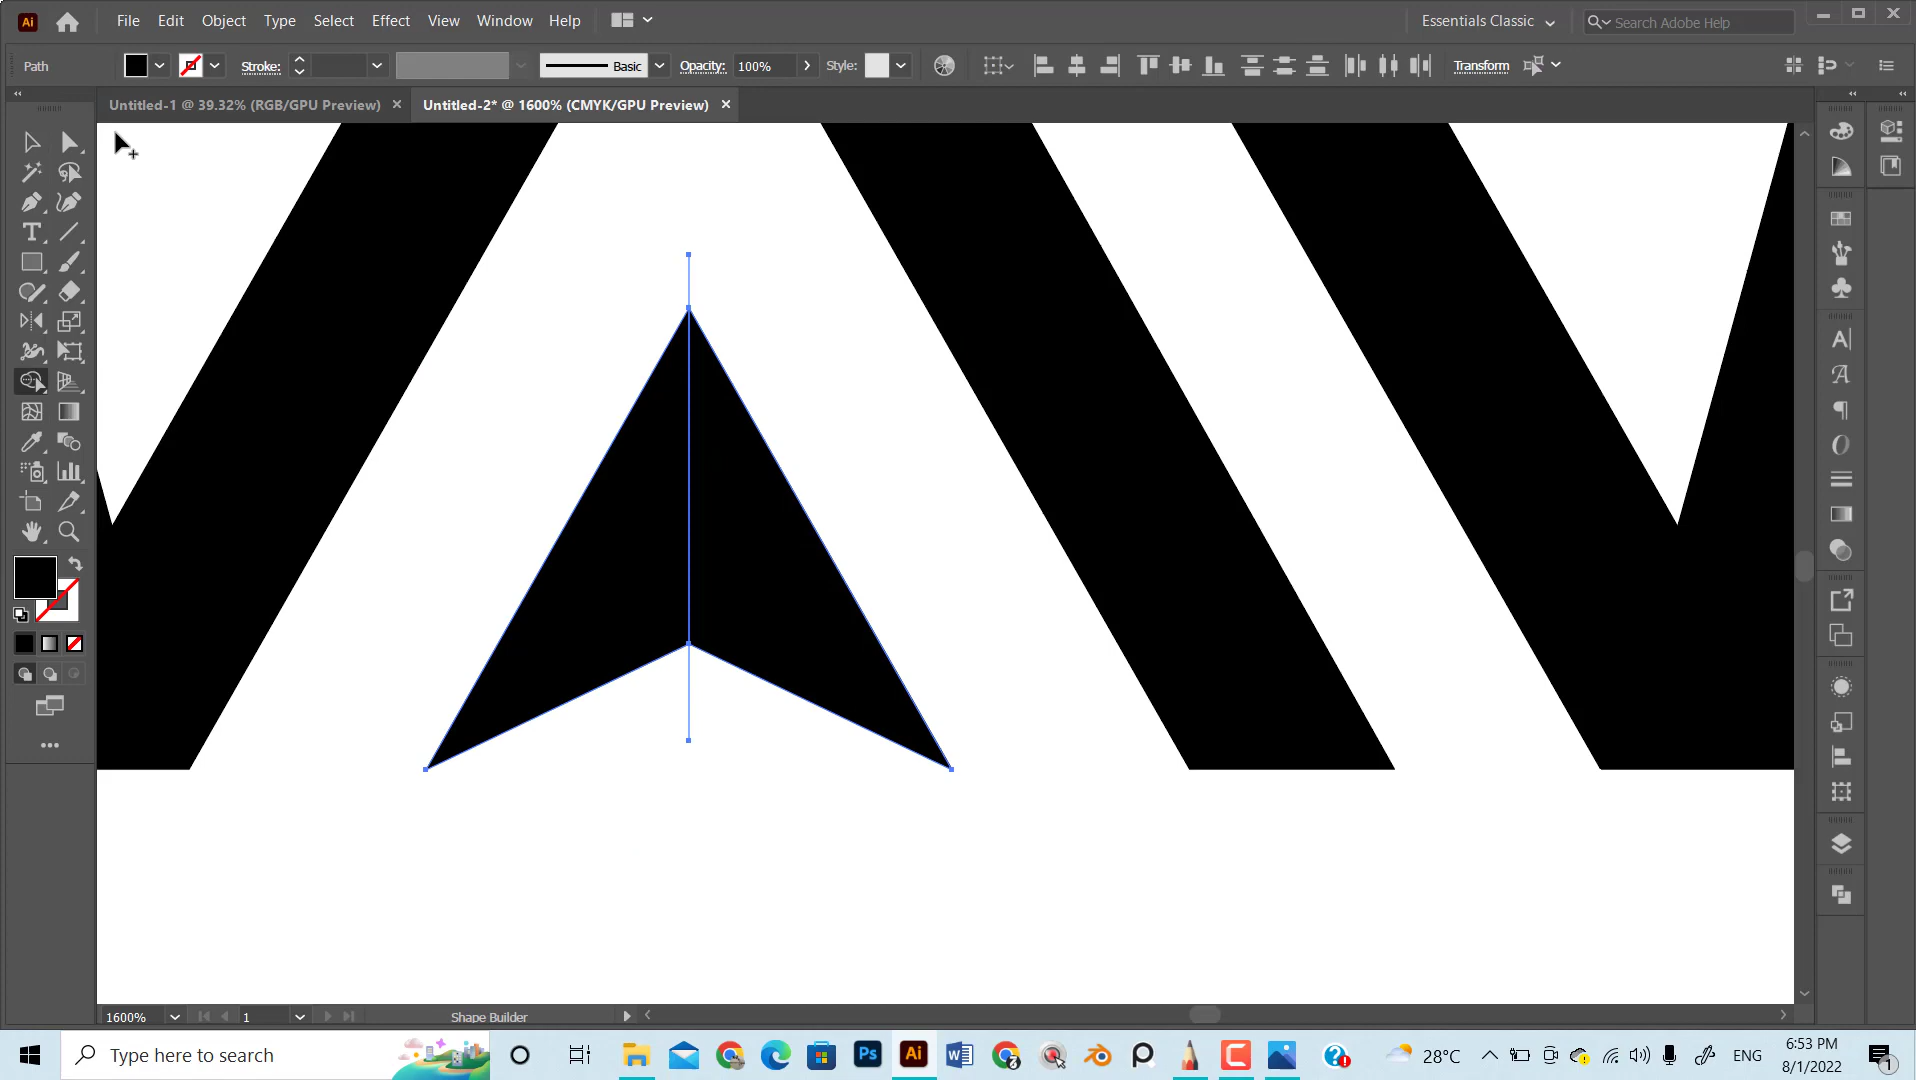 Ai File Edit Object Type Select Effect View Window Help Essentials Classic Search Adobe Help
Path Stroke: Basic Opacity: 100% Style: Transform
Untitled-1 @ 39.32% (RGB/GPU Preview) × Untitled-2* @ 1600% (CMYK/GPU Preview) ×
1600% 1 Shape Builder
Type here to search Ps Ai 28°C ENG 6:53 PM
8/1/2022